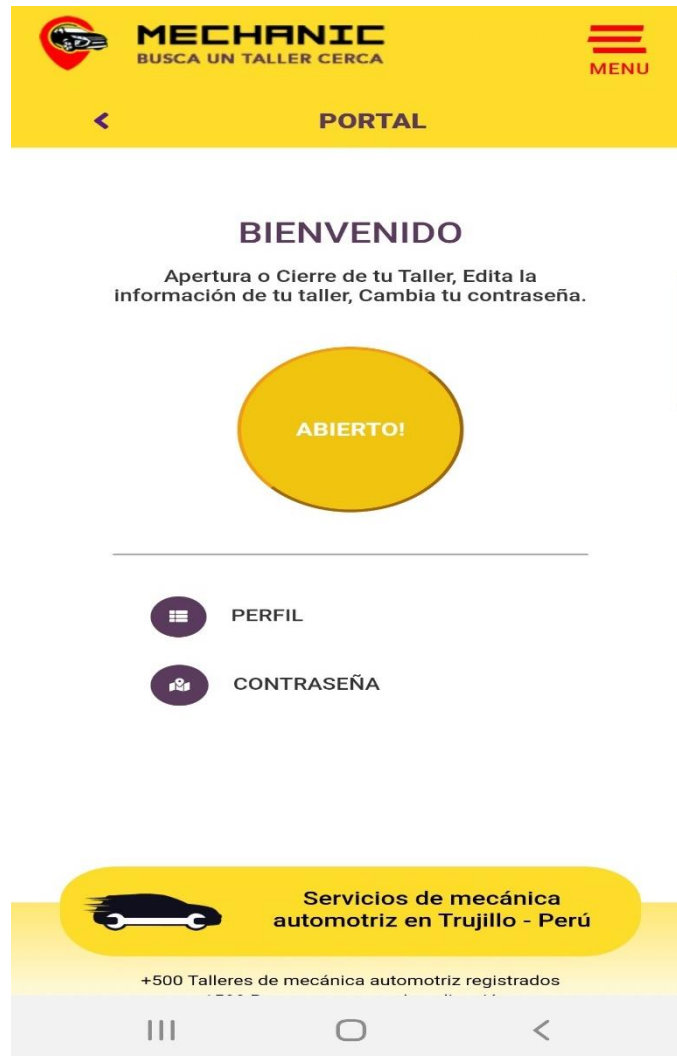 MECHANIC
BUSCA UN TALLER CERCA
MENU
PORTAL
BIENVENIDO
Apertura o Cierre de tu Taller, Edita la
información de tu taller, Cambia tu contraseña.
ABIERTO!
PERFIL
CONTRASEÑA
Servicios de mecánica
automotriz en Trujillo - Perú
+500 Talleres de mecánica automotriz registrados